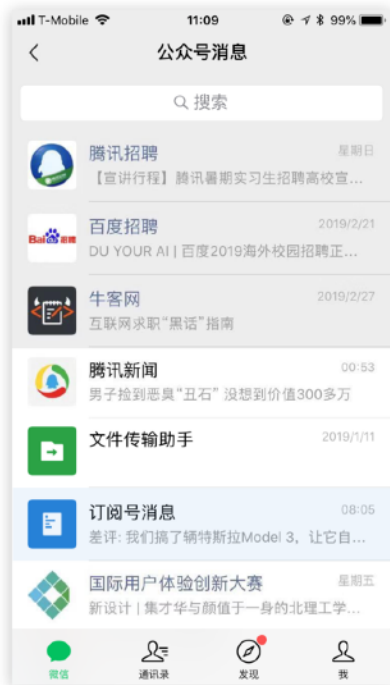 T-Mobile 11:09 99%
公众号消息
搜索
腾讯招聘 星期日
【宣讲行程】腾讯暑期实习生招聘高校宣...
Bai du 招聘
百度招聘 2019/2/21
DU YOUR AI | 百度2019海外校园招聘正...
牛客网 2019/2/27
互联网求职“黑话”指南
腾讯新闻 00:53
男子捡到恶臭“丑石” 没想到价值300多万
文件传输助手 2019/1/11
订阅号消息 08:05
差评: 我们搞了辆特斯拉Model 3，让它自...
国际用户体验创新大赛 星期五
新设计 | 集才华与颜值于一身的北理工学...
微信 通讯录 发现 我